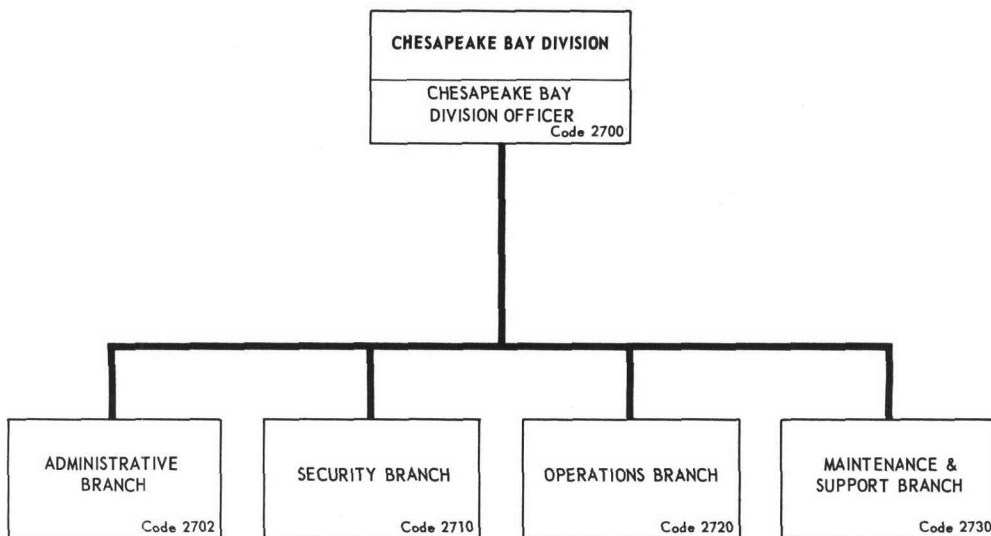 CHESAPEAKE BAY DIVISION
CHESAPEAKE BAY
DIVISION OFFICER
Code 2700
ADMINISTRATIVE
BRANCH
Code 2702
SECURITY BRANCH
Code 2710
OPERATIONS BRANCH
Code 2720
MAINTENANCE &
SUPPORT BRANCH
Code 2730